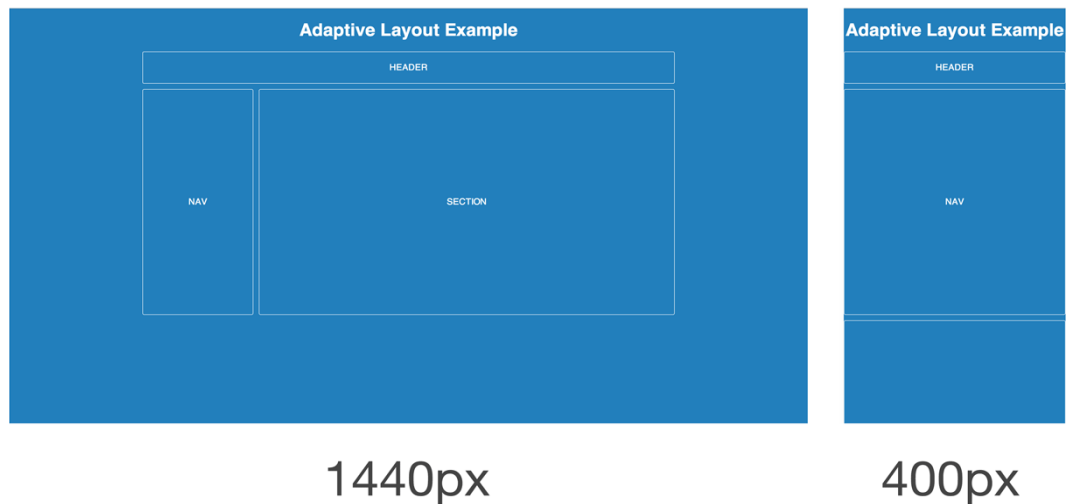 Adaptive Layout Example
HEADER
NAV
SECTION
1440px
Adaptive Layout Example
HEADER
NAV
400px